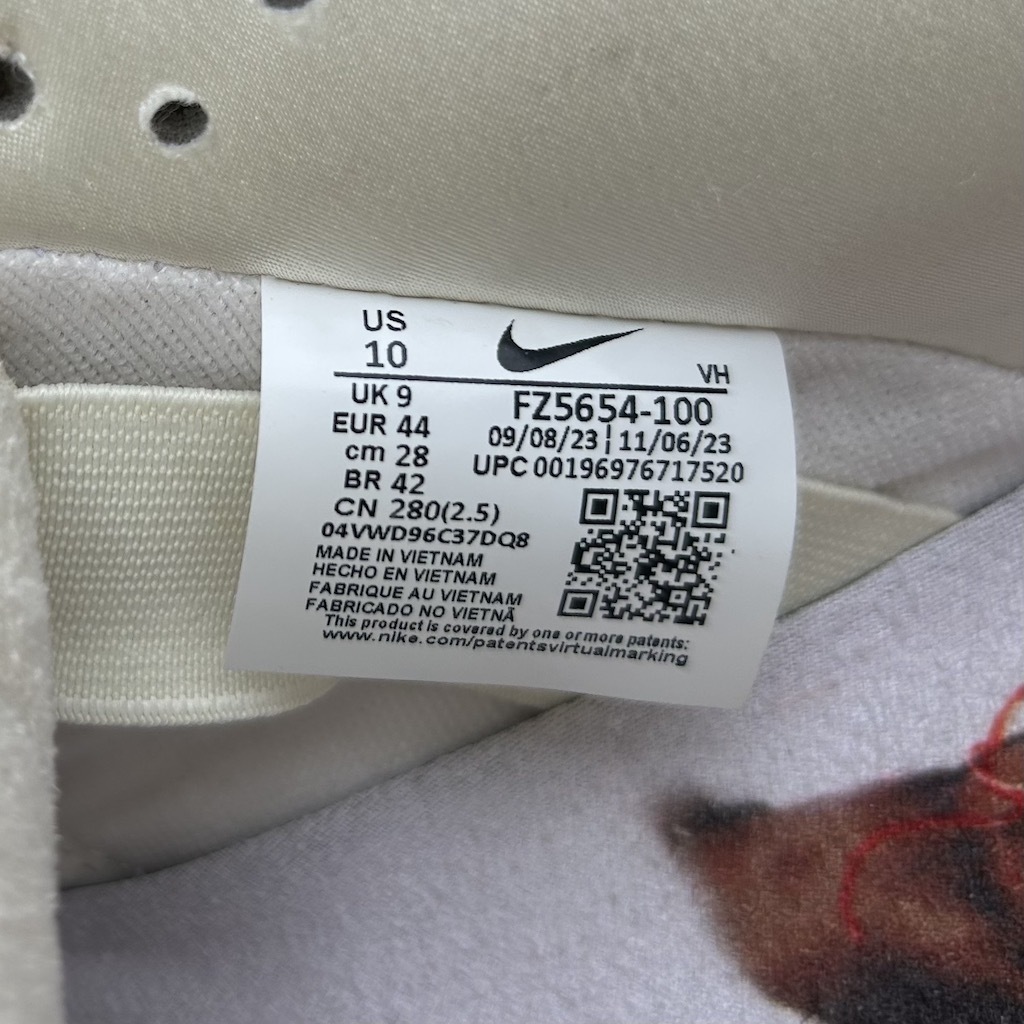 US
10
VH
UK 9
FZ5654-100
EUR 44
09/08/23 | 11/06/23
cm 28
UPC 00196976717520
BR 42
CN 280(2.5)
04VWD96C37DQ8
MADE IN VIETNAM
HECHO EN VIETNAM
FABRIQUE AU VIETNAM
FABRICADO NO VIETNÃ
This product is covered by one or more patents:
www.nike.com/patentsvirtualmarking